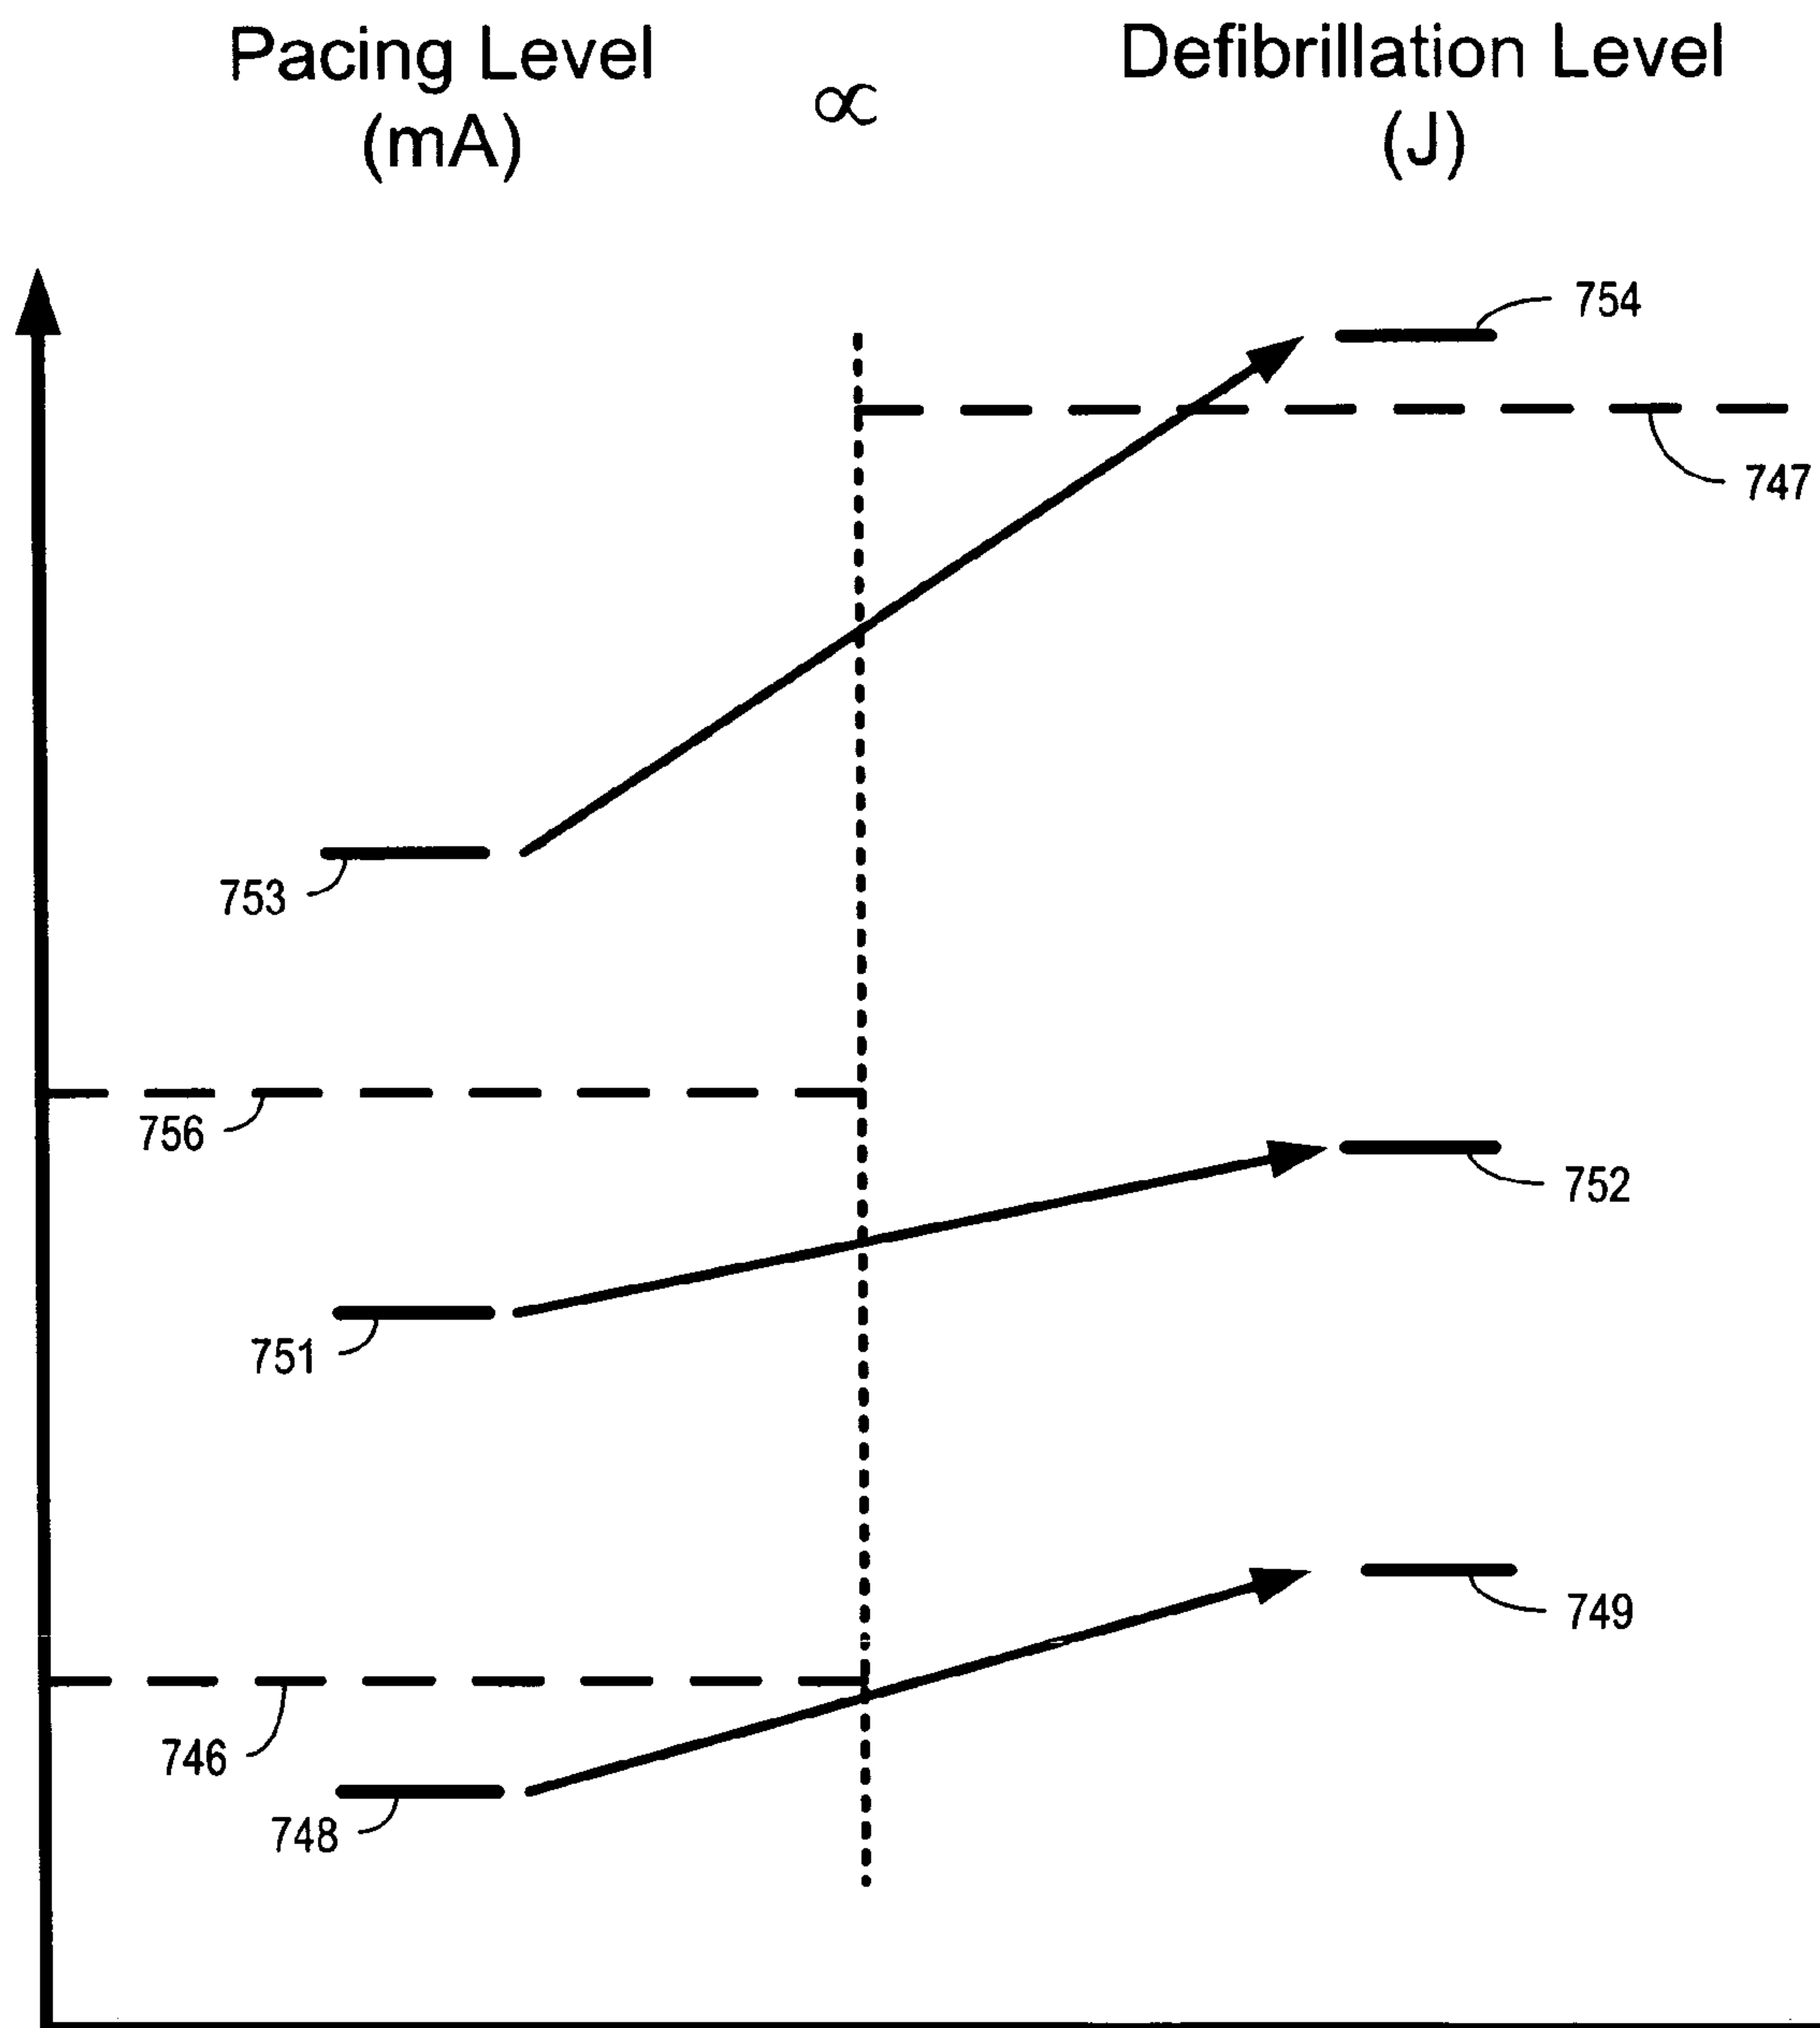 Pacing Level
(mA)
∝
Defibrillation Level
(J)
754
747
753
756
752
751
749
746
748